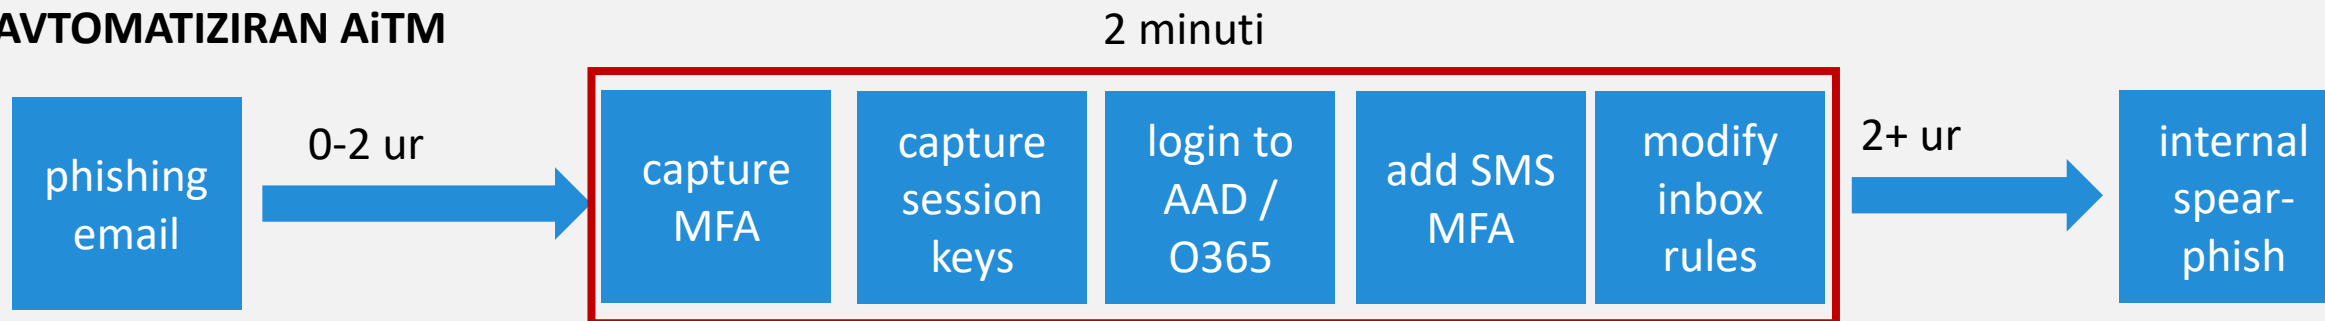 AVTOMATIZIRAN AiTM
2 minuti
phishing
email
0-2 ur
capture
MFA
capture
session
keys
login to
AAD /
O365
add SMS
MFA
modify
inbox
rules
2+ ur
internal
spear-
phish